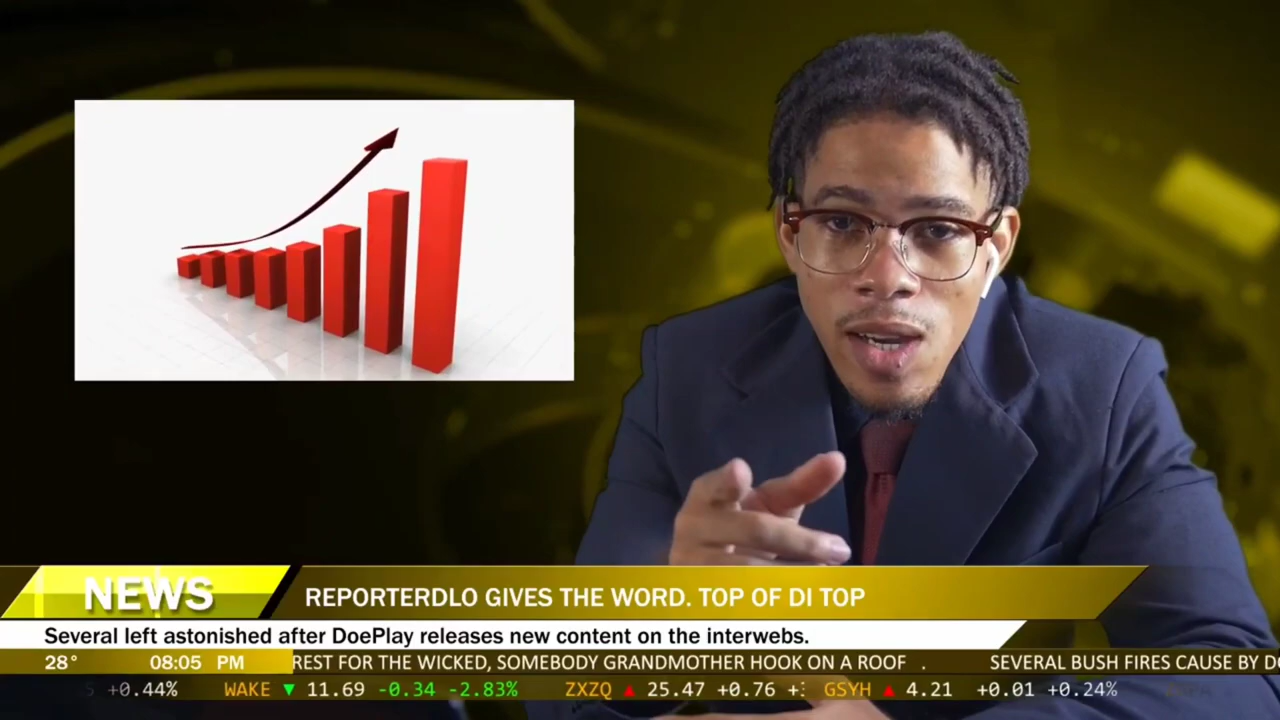 NEWS
REPORTERDLO GIVES THE WORD. TOP OF DI TOP
Several left astonished after DoePlay releases new content on the interwebs.
28° 08:05 PM REST FOR THE WICKED, SOMEBODY GRANDMOTHER HOOK ON A ROOF . SEVERAL BUSH FIRES CAUSE BY
+0.44% WAKE ▼ 11.69 -0.34 -2.83% ZXZQ ▲ 25.47 +0.76 GSYH ▲ 4.21 +0.01 +0.24%